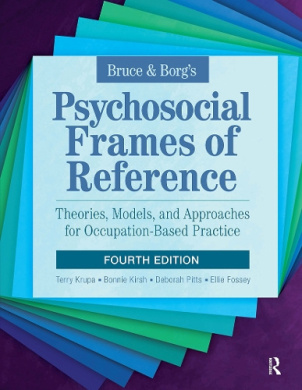 Bruce & Borg's
Psychosocial
Frames of
Reference
Theories, Models, and Approaches
for Occupation-Based Practice
FOURTH EDITION
Terry Krupa • Bonnie Kirsh • Deborah Pitts • Ellie Fossey
R